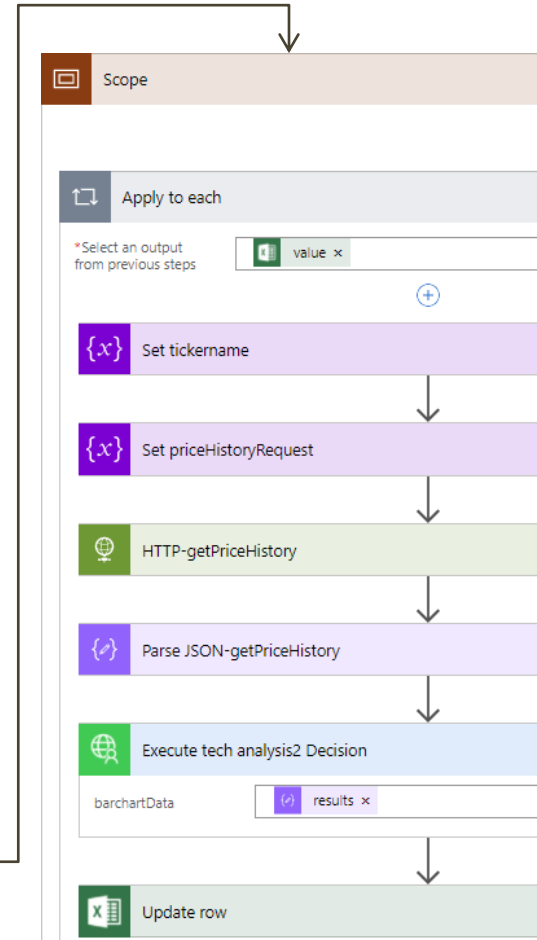 Scope
Apply to each
*Select an output
from previous steps
value ×
{x} Set tickername
{x} Set priceHistoryRequest
HTTP-getPriceHistory
Parse JSON-getPriceHistory
Execute tech analysis2 Decision
barchartData
results ×
Update row